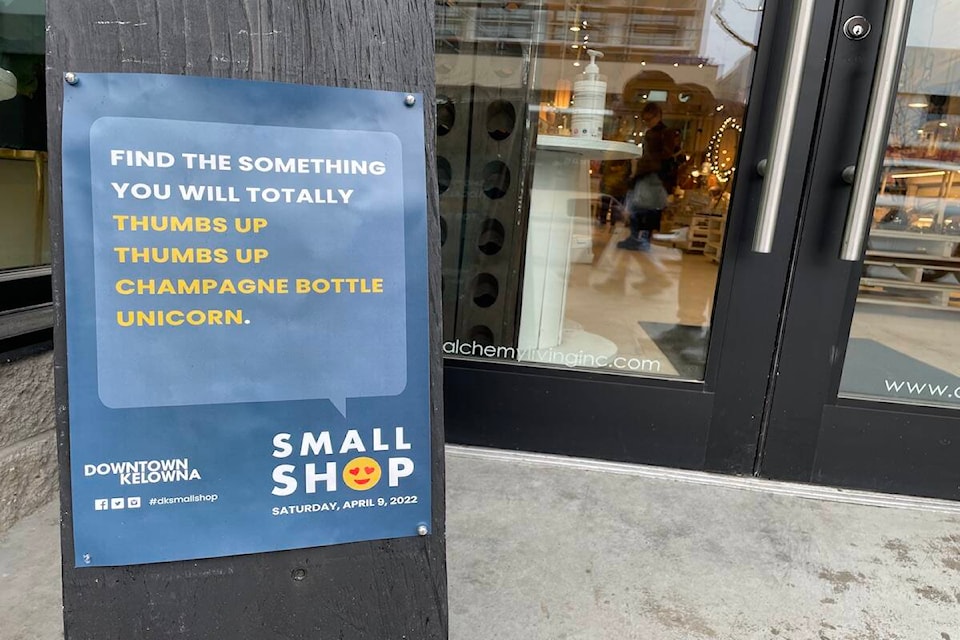 FIND THE SOMETHING
YOU WILL TOTALLY
THUMBS UP
THUMBS UP
CHAMPAGNE BOTTLE
UNICORN.
DOWNTOWN
KELOWNA
#dksmallshop
SMALL
SHOP
SATURDAY, APRIL 9, 2022
alchemylivinginc.com
www.